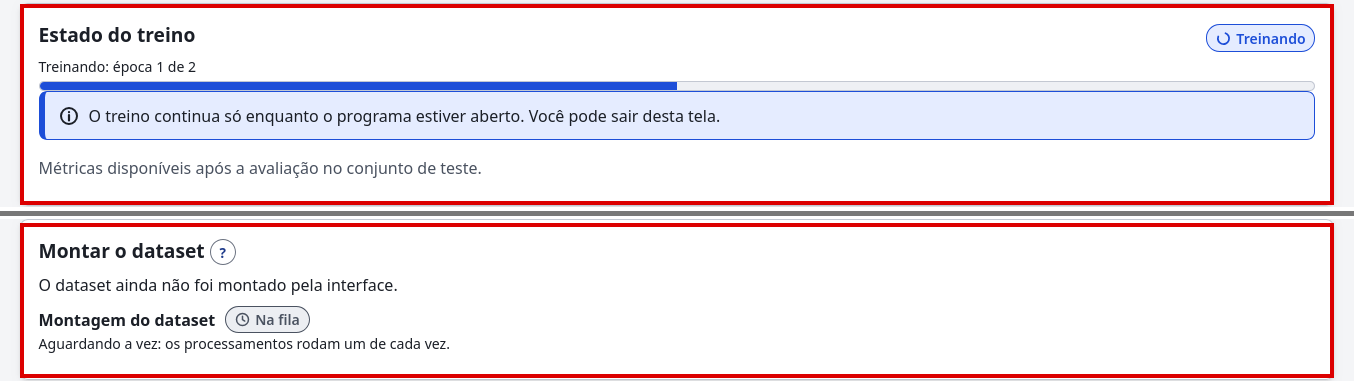 Estado do treino
Treinando
Treinando: época 1 de 2
O treino continua só enquanto o programa estiver aberto. Você pode sair desta tela.
Métricas disponíveis após a avaliação no conjunto de teste.
Montar o dataset ?
O dataset ainda não foi montado pela interface.
Montagem do dataset Na fila
Aguardando a vez: os processamentos rodam um de cada vez.